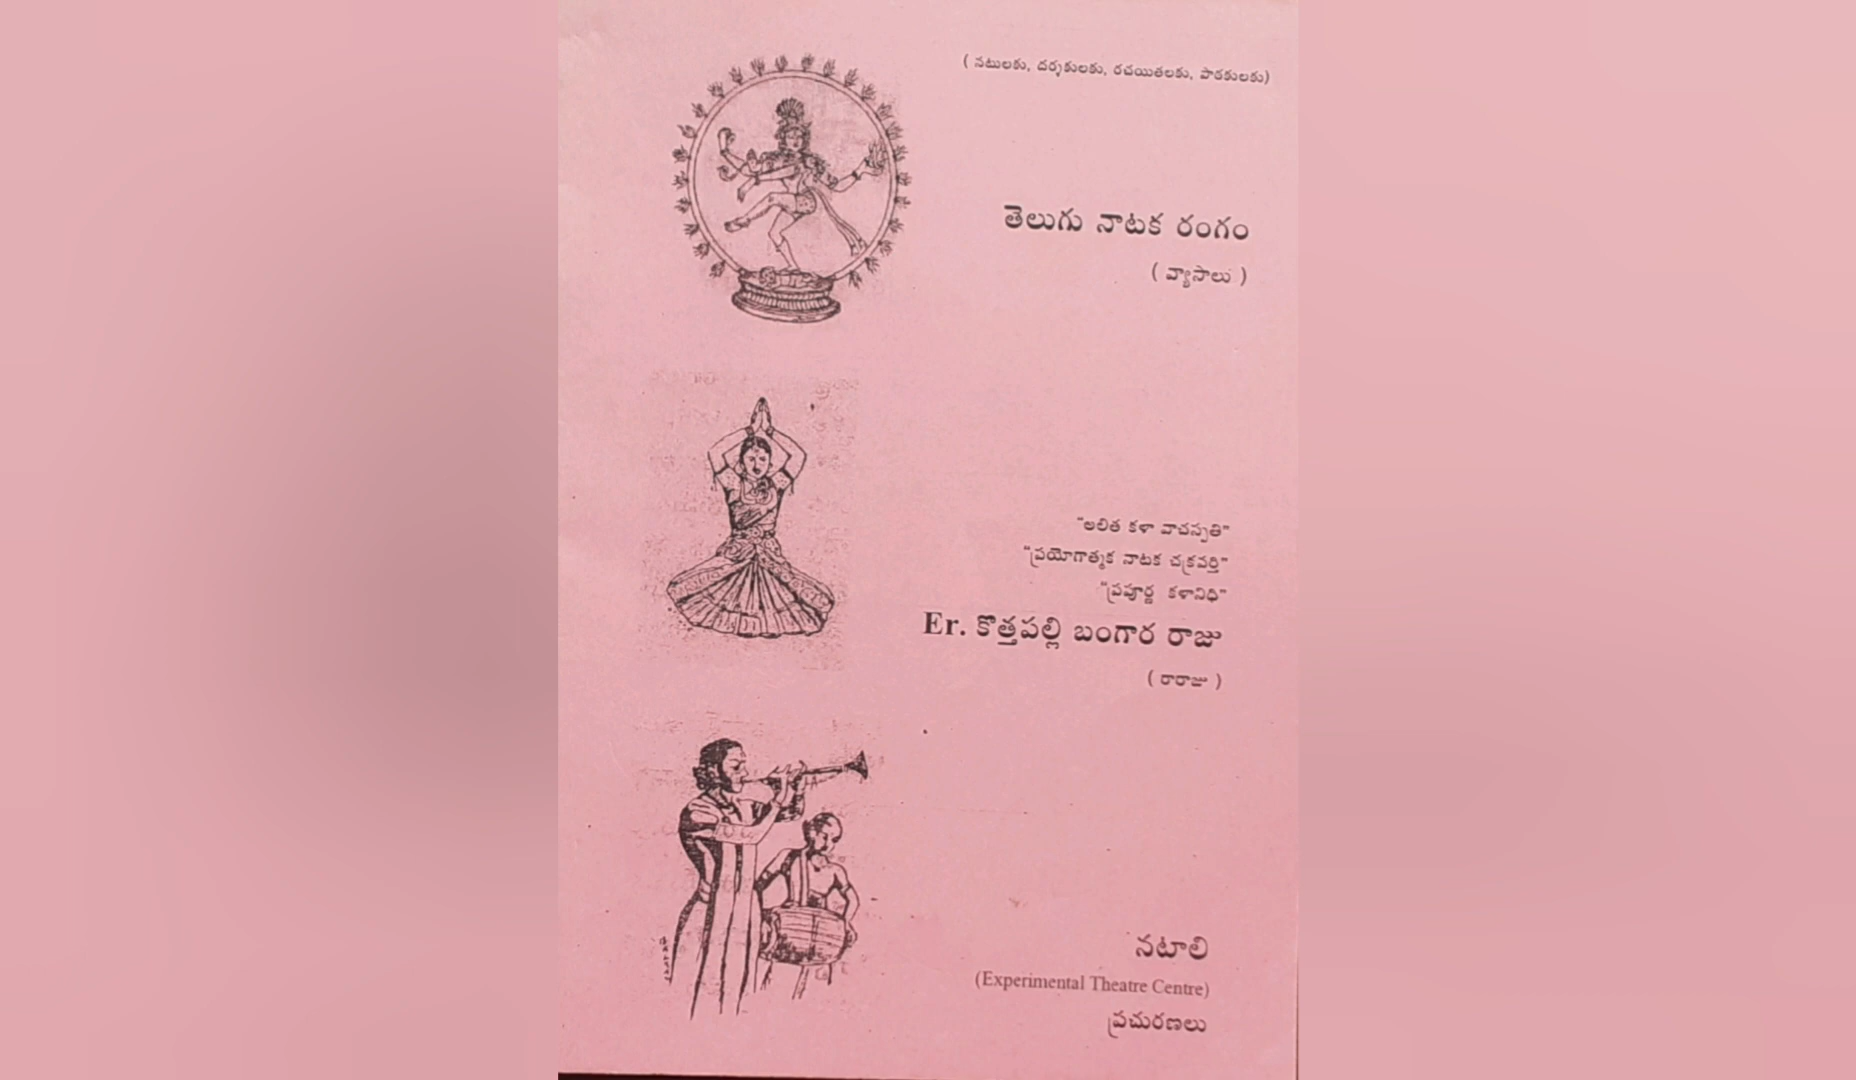 ( నటులకు, దర్శకులకు, రచయితలకు, పాఠకులకు)
తెలుగు నాటక రంగం
( వ్యాసాలు )
"లలిత కళా వాచస్పతి"
"ప్రయోగాత్మక నాటక చక్రవర్తి"
"ప్రపూర్ణ కళానిధి"
Er. కొత్తపల్లి బంగార రాజు
( రారాజు )
నటాలి
(Experimental Theatre Centre)
ప్రచురణలు